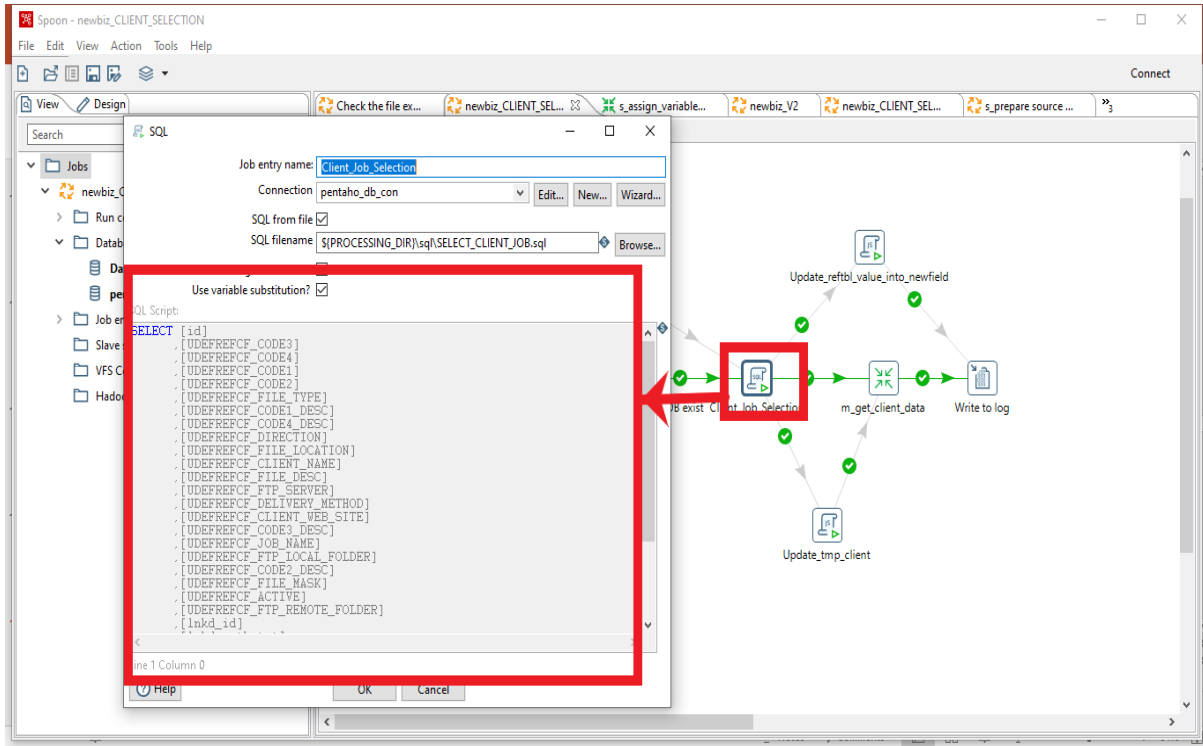 Spoon - newbiz_CLIENT_SELECTION
File Edit View Action Tools Help
Connect
View Design
Check the file ex... newbiz_CLIENT_SEL... s_assign_variable... newbiz_V2 newbiz_CLIENT_SEL... s_prepare source ... »3
Search
Jobs
newbiz_C
Run c
Datab
Da
pe
Job en
Slave s
VFS C
Hado
SQL
Job entry name: Client_Job_Selection
Connection pentaho_db_con Edit... New... Wizard...
SQL from file
SQL filename ${PROCESSING_DIR}\sql\SELECT_CLIENT_JOB.sql Browse...
Use variable substitution?
SQL Script:
SELECT [id]
,[UDEFREFCF_CODE3]
,[UDEFREFCF_CODE4]
,[UDEFREFCF_CODE1]
,[UDEFREFCF_CODE2]
,[UDEFREFCF_FILE_TYPE]
,[UDEFREFCF_CODE1_DESC]
,[UDEFREFCF_CODE4_DESC]
,[UDEFREFCF_DIRECTION]
,[UDEFREFCF_FILE_LOCATION]
,[UDEFREFCF_CLIENT_NAME]
,[UDEFREFCF_FILE_DESC]
,[UDEFREFCF_FTP_SERVER]
,[UDEFREFCF_DELIVERY_METHOD]
,[UDEFREFCF_CLIENT_WEB_SITE]
,[UDEFREFCF_CODE3_DESC]
,[UDEFREFCF_JOB_NAME]
,[UDEFREFCF_FTP_LOCAL_FOLDER]
,[UDEFREFCF_CODE2_DESC]
,[UDEFREFCF_FILE_MASK]
,[UDEFREFCF_ACTIVE]
,[UDEFREFCF_FTP_REMOTE_FOLDER]
,[lnkd_id]
ine 1 Column 0
Help OK Cancel
Update_reftbl_value_into_newfield
SQL
B exist Client_Job_Selection m_get_client_data Write to log
Update_tmp_client